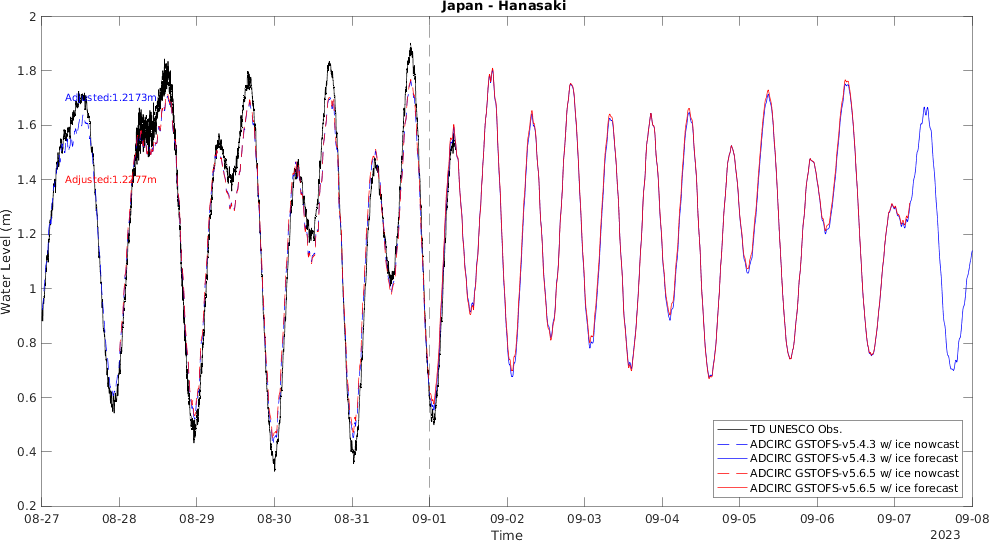 Japan - Hanasaki
2
1.8
1.6
1.4
1.2
1
0.8
0.6
0.4
0.2
Water Level (m)
Adjusted:1.2173m
Adjusted:1.2277m
TD UNESCO Obs.
ADCIRC GSTOFS-v5.4.3 w/ ice nowcast
ADCIRC GSTOFS-v5.4.3 w/ ice forecast
ADCIRC GSTOFS-v5.6.5 w/ ice nowcast
ADCIRC GSTOFS-v5.6.5 w/ ice forecast
08-27 08-28 08-29 08-30 08-31 09-01 09-02 09-03 09-04 09-05 09-06 09-07 09-08
Time
2023